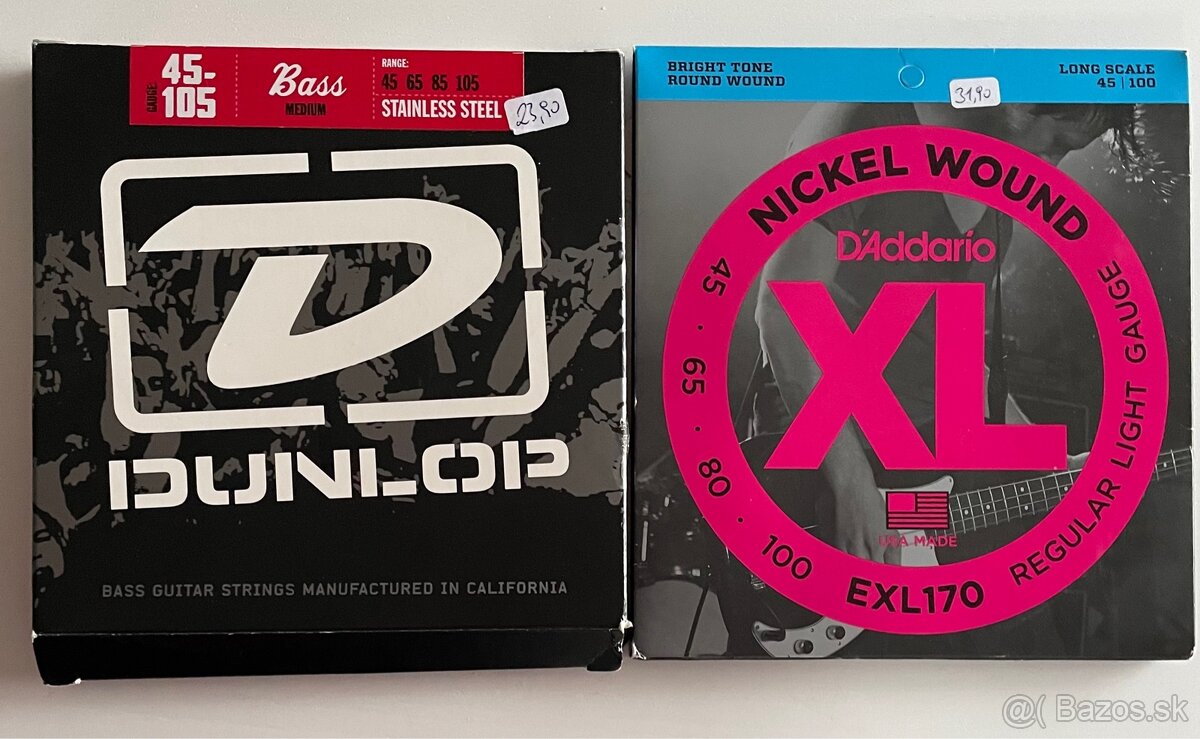 GAUGE
45-
105
Bass
MEDIUM
RANGE:
45 65 85 105
STAINLESS STEEL
23,90
D
DUNLOP
BASS GUITAR STRINGS MANUFACTURED IN CALIFORNIA
BRIGHT TONE
ROUND WOUND
31,90
LONG SCALE
45 | 100
NICKEL WOUND
D'Addario
XL
45 · 65 · 80 · 100
USA MADE
EXL170
REGULAR LIGHT GAUGE
@( Bazos.sk